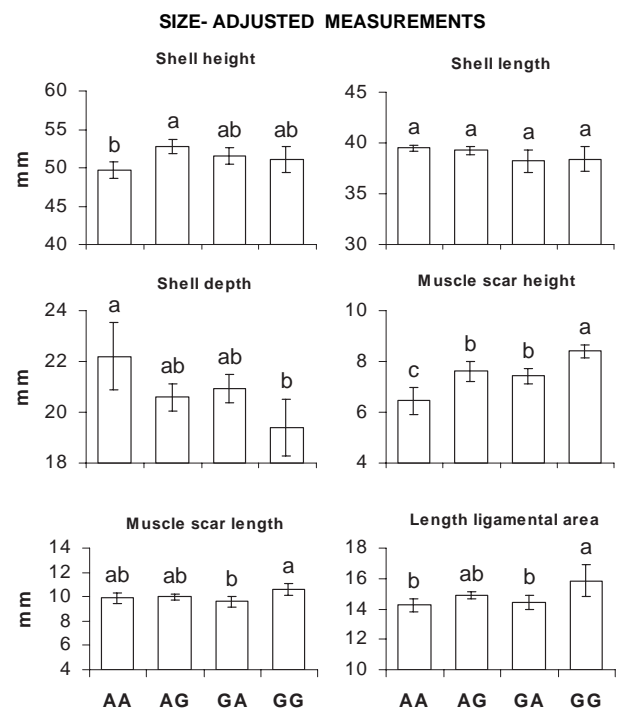 SIZE- ADJUSTED MEASUREMENTS
Shell height
60
55
50
45
40
mm
b
a
ab
ab
Shell length
45
40
35
30
a
a
a
a
Shell depth
24
22
20
18
mm
a
ab
ab
b
Muscle scar height
10
8
6
4
c
b
b
a
Muscle scar length
14
12
10
8
6
4
mm
ab
ab
b
a
AA AG GA GG
Length ligamental area
18
16
14
12
10
b
ab
b
a
AA AG GA GG